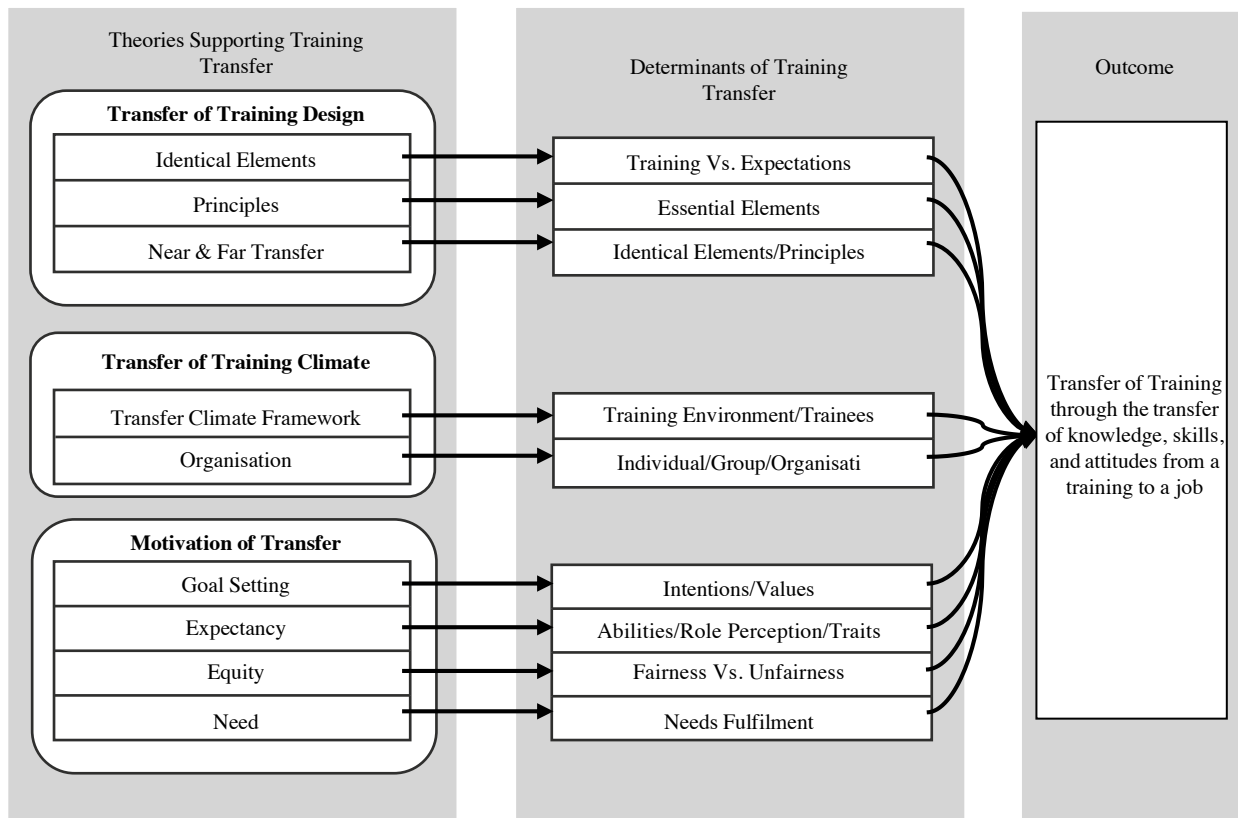 Theories Supporting Training
Transfer
Transfer of Training Design
Identical Elements
Principles
Near & Far Transfer
Transfer of Training Climate
Transfer Climate Framework
Organisation
Motivation of Transfer
Goal Setting
Expectancy
Equity
Need
Determinants of Training
Transfer
Training Vs. Expectations
Essential Elements
Identical Elements/Principles
Training Environment/Trainees
Individual/Group/Organisati
Intentions/Values
Abilities/Role Perception/Traits
Fairness Vs. Unfairness
Needs Fulfilment
Outcome
Transfer of Training
through the transfer
of knowledge, skills,
and attitudes from a
training to a job